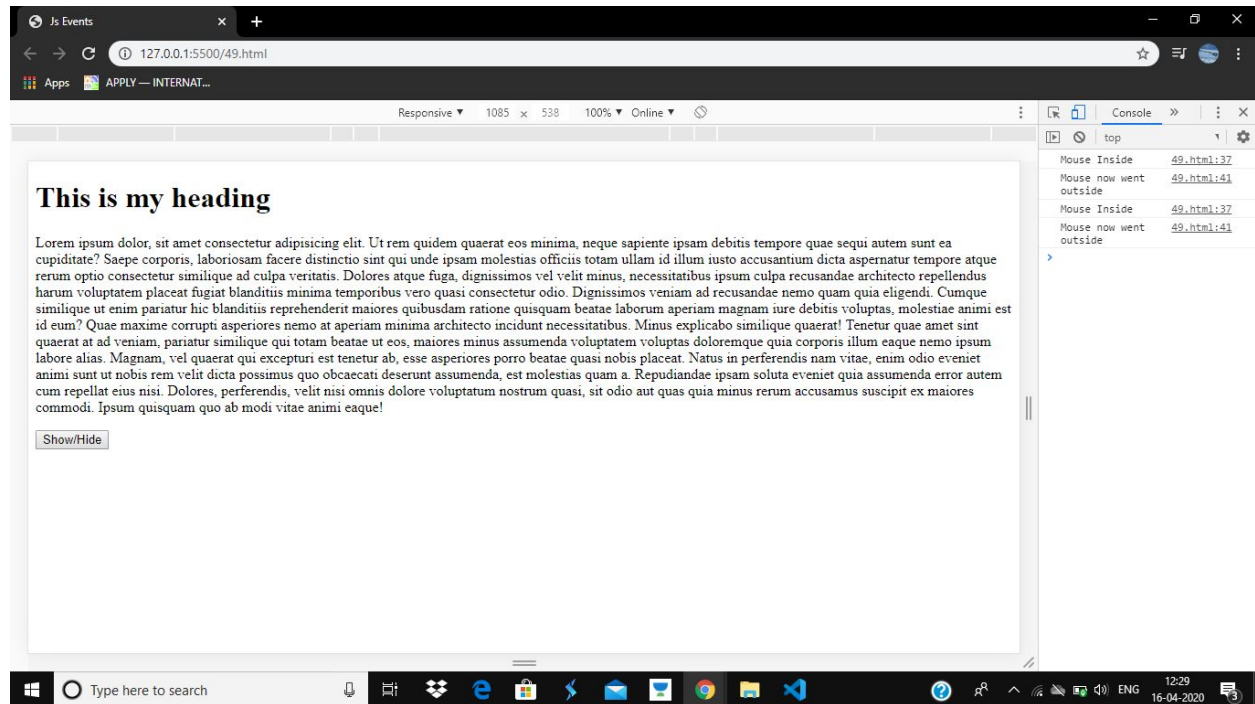 Js Events
127.0.0.1:5500/49.html
Apps
APPLY — INTERNAT...
Responsive ▼ 1085 × 538 100% ▼ Online ▼
Console
top
Mouse Inside 49.html:37
Mouse now went 49.html:41
outside
Mouse Inside 49.html:37
Mouse now went 49.html:41
outside
This is my heading
Lorem ipsum dolor, sit amet consectetur adipisicing elit. Ut rem quidem quaerat eos minima, neque sapiente ipsam debitis tempore quae sequi autem sunt ea
cupiditate? Saepe corporis, laboriosam facere distinctio sint qui unde ipsam molestias officiis totam ullam id illum iusto accusantium dicta aspernatur tempore atque
rerum optio consectetur similique ad culpa veritatis. Dolores atque fuga, dignissimos vel velit minus, necessitatibus ipsum culpa recusandae architecto repellendus
harum voluptatem placeat fugiat blanditiis minima temporibus vero quasi consectetur odio. Dignissimos veniam ad recusandae nemo quam quia eligendi. Cumque
similique ut enim pariatur hic blanditiis reprehenderit maiores quibusdam ratione quisquam beatae laborum aperiam magnam iure debitis voluptas, molestiae animi est
id eum? Quae maxime corrupti asperiores nemo at aperiam minima architecto incidunt necessitatibus. Minus explicabo similique quaerat! Tenetur quae amet sint
quaerat at ad veniam, pariatur similique qui totam beatae ut eos, maiores minus assumenda voluptatem voluptas doloremque quia corporis illum eaque nemo ipsum
labore alias. Magnam, vel quaerat qui excepturi est tenetur ab, esse asperiores porro beatae quasi nobis placeat. Natus in perferendis nam vitae, enim odio eveniet
animi sunt ut nobis rem velit dicta possimus quo obcaecati deserunt assumenda, est molestias quam a. Repudiandae ipsam soluta eveniet quia assumenda error autem
cum repellat eius nisi. Dolores, perferendis, velit nisi omnis dolore voluptatum nostrum quasi, sit odio aut quas quia minus rerum accusamus suscipit ex maiores
commodi. Ipsum quisquam quo ab modi vitae animi eaque!
Show/Hide
Type here to search
ENG
12:29
16-04-2020
3